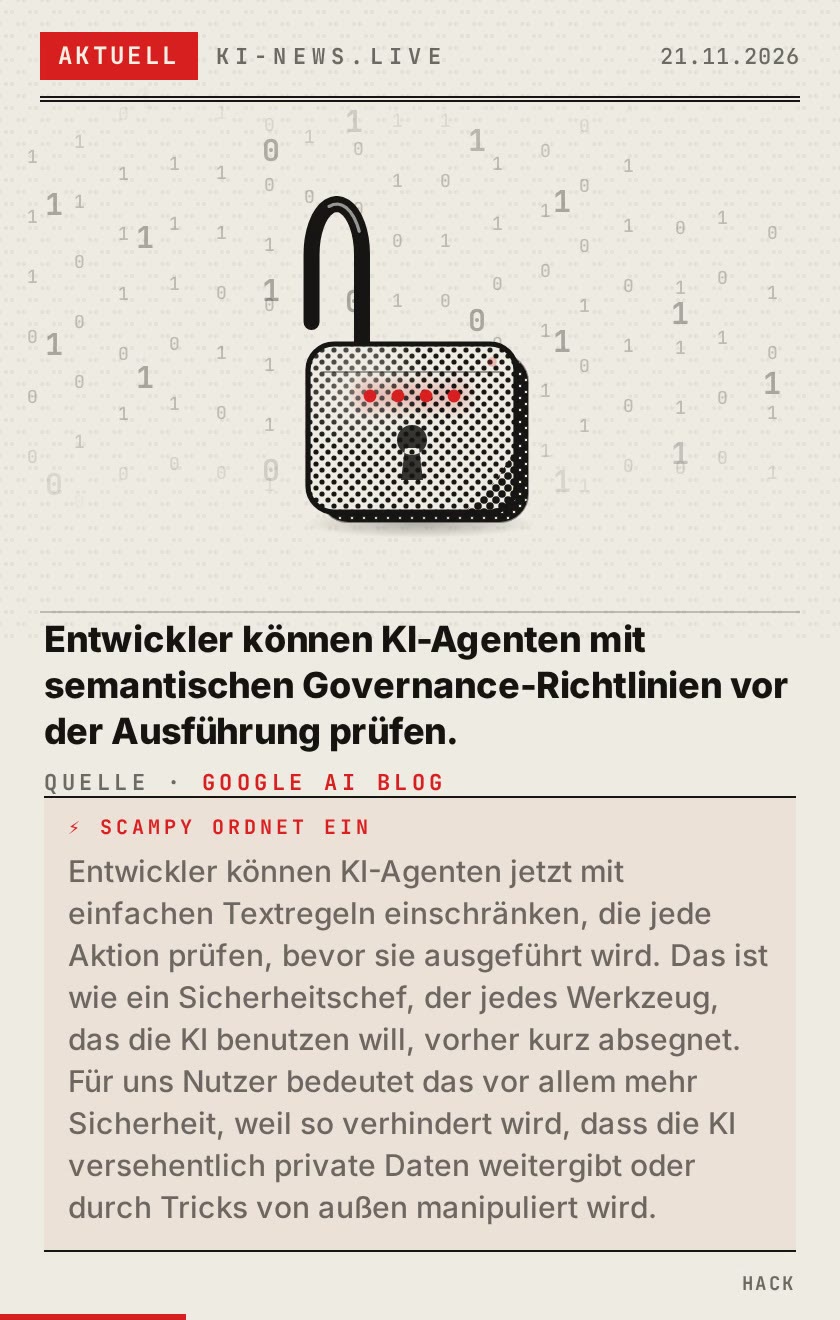 AKTUELL KI-NEWS.LIVE 21.11.2026
Entwickler können KI-Agenten mit
semantischen Governance-Richtlinien vor
der Ausführung prüfen.
QUELLE · GOOGLE AI BLOG
⚡ SCAMPY ORDNET EIN
Entwickler können KI-Agenten jetzt mit
einfachen Textregeln einschränken, die jede
Aktion prüfen, bevor sie ausgeführt wird. Das ist
wie ein Sicherheitschef, der jedes Werkzeug,
das die KI benutzen will, vorher kurz absegnet.
Für uns Nutzer bedeutet das vor allem mehr
Sicherheit, weil so verhindert wird, dass die KI
versehentlich private Daten weitergibt oder
durch Tricks von außen manipuliert wird.
HACK